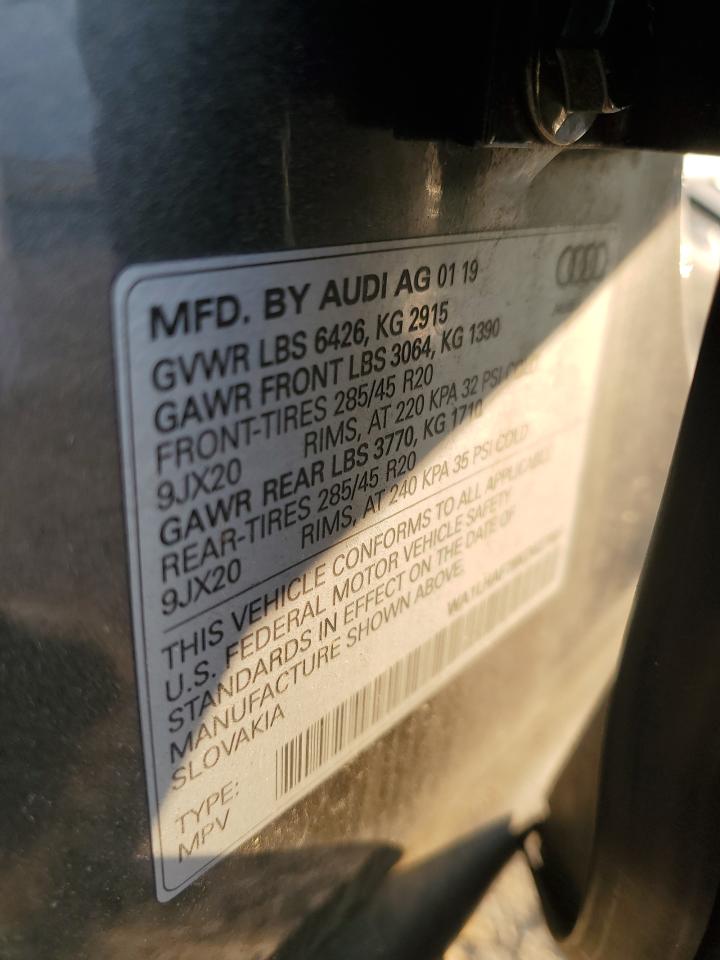 MFD. BY AUDI AG 01 19
GVWR LBS 6426, KG 2915
GAWR FRONT LBS 3064, KG 1390
FRONT-TIRES 285/45 R20
9JX20 RIMS, AT 220 KPA 32 PSI COLD
GAWR REAR LBS 3770, KG 1710
REAR-TIRES 285/45 R20
9JX20 RIMS, AT 240 KPA 35 PSI COLD
THIS VEHICLE CONFORMS TO ALL APPLICABLE
U.S. FEDERAL MOTOR VEHICLE SAFETY
STANDARDS IN EFFECT ON THE DATE OF
MANUFACTURE SHOWN ABOVE.
SLOVAKIA
TYPE:
MPV